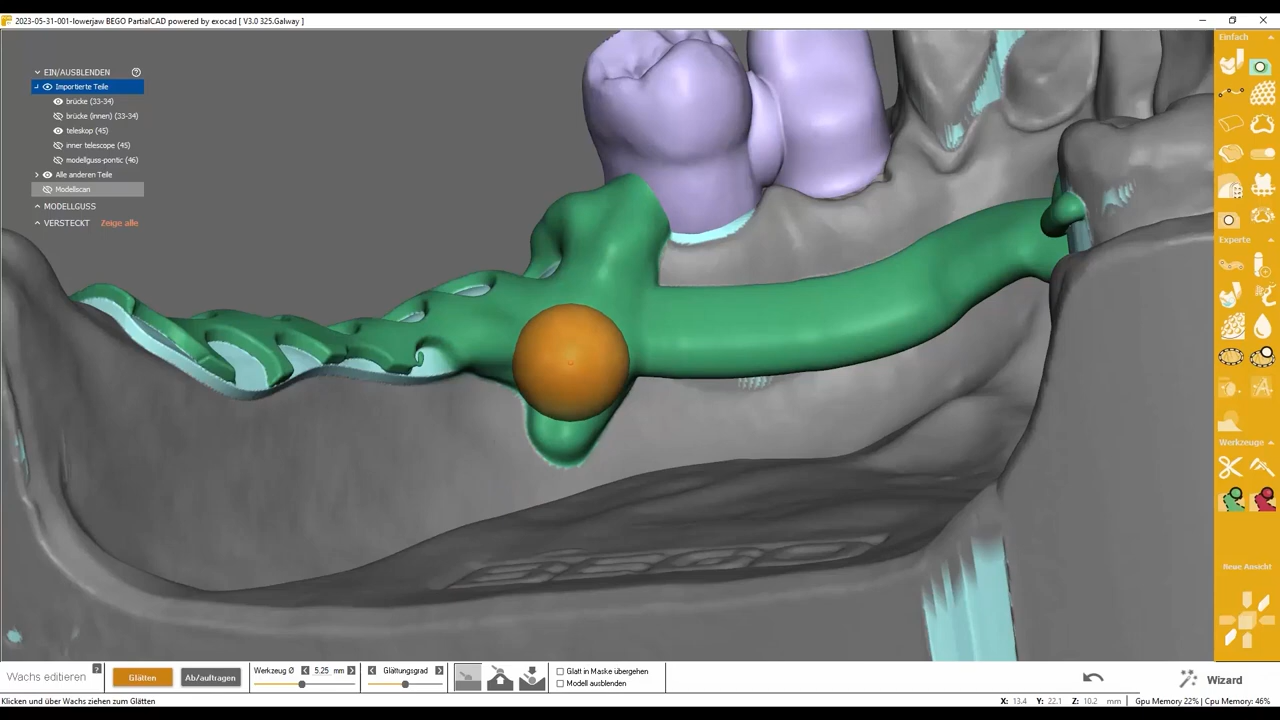 2023-05-31-001-lowerjaw BEGO PartialCAD powered by exocad [ V3.0 325.Galway ]
EIN/AUSBLENDEN
Importierte Teile
brücke (33-34)
brücke (innen) (33-34)
teleskop (45)
inner telescope (45)
modellguss-pontic (46)
Alle anderen Teile
Modellscan
MODELLGUSS
VERSTECKT Zeige alle
Einfach
Experte
Werkzeuge
Neue Ansicht
BEGO
Wachs editieren
Glätten
Ab/auftragen
Werkzeug Ø 5.25 mm
Glättungsgrad
Glatt in Maske übergehen
Modell ausblenden
Wizard
Klicken und über Wachs ziehen zum Glätten
X: 13.4 Y: 22.1 Z: 10.2 mm
Gpu Memory 22% | Cpu Memory: 46%